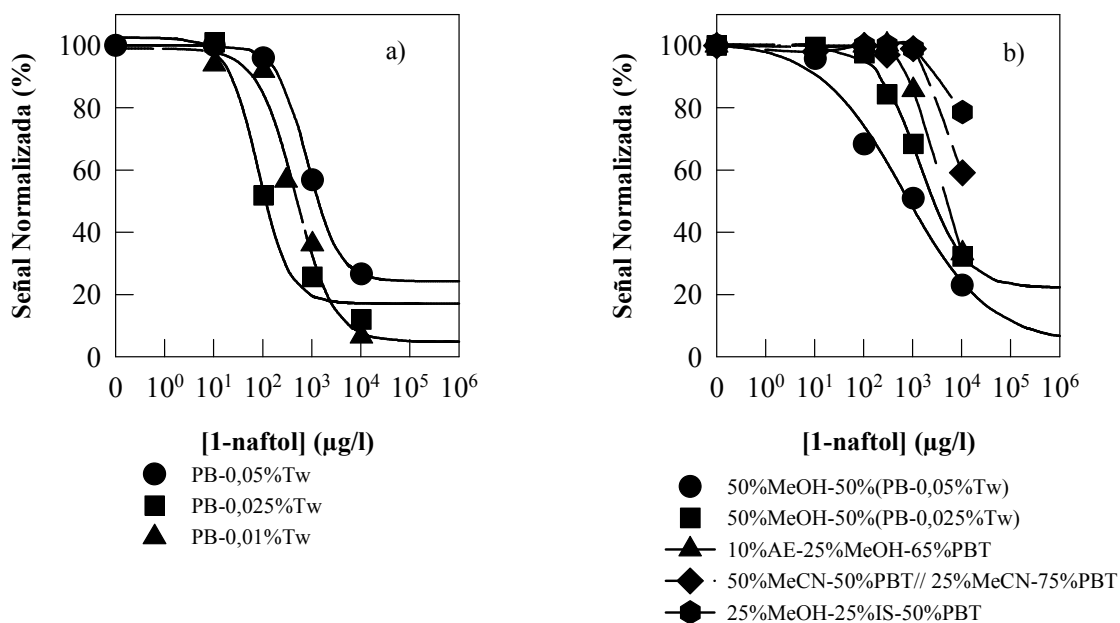 a)
Señal Normalizada (%)
100
80
60
40
20
0
0 10⁰ 10¹ 10² 10³ 10⁴ 10⁵ 10⁶
[1-naftol] (µg/l)
PB-0,05%Tw
PB-0,025%Tw
PB-0,01%Tw
b)
Señal Normalizada (%)
100
80
60
40
20
0
0 10⁰ 10¹ 10² 10³ 10⁴ 10⁵ 10⁶
[1-naftol] (µg/l)
50%MeOH-50%(PB-0,05%Tw)
50%MeOH-50%(PB-0,025%Tw)
10%AE-25%MeOH-65%PBT
50%MeCN-50%PBT// 25%MeCN-75%PBT
25%MeOH-25%IS-50%PBT